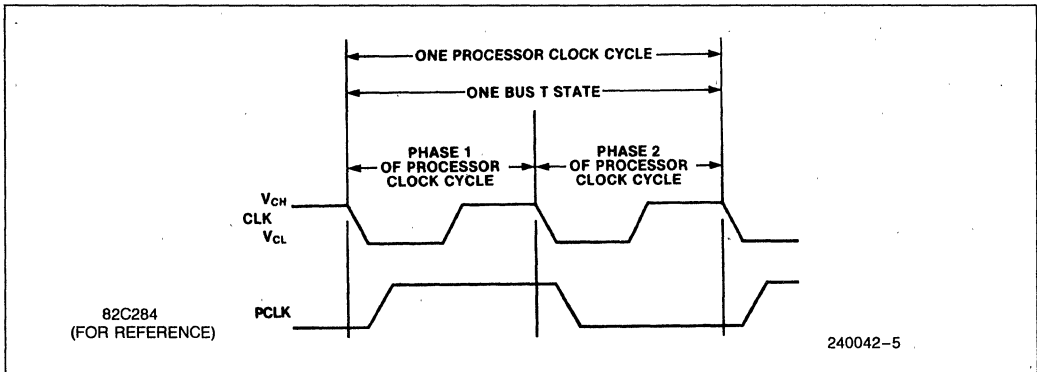 ONE PROCESSOR CLOCK CYCLE
ONE BUS T STATE
PHASE 1
OF PROCESSOR
CLOCK CYCLE
PHASE 2
OF PROCESSOR
CLOCK CYCLE
VCH
CLK
VCL
PCLK
82C284
(FOR REFERENCE)
240042–5